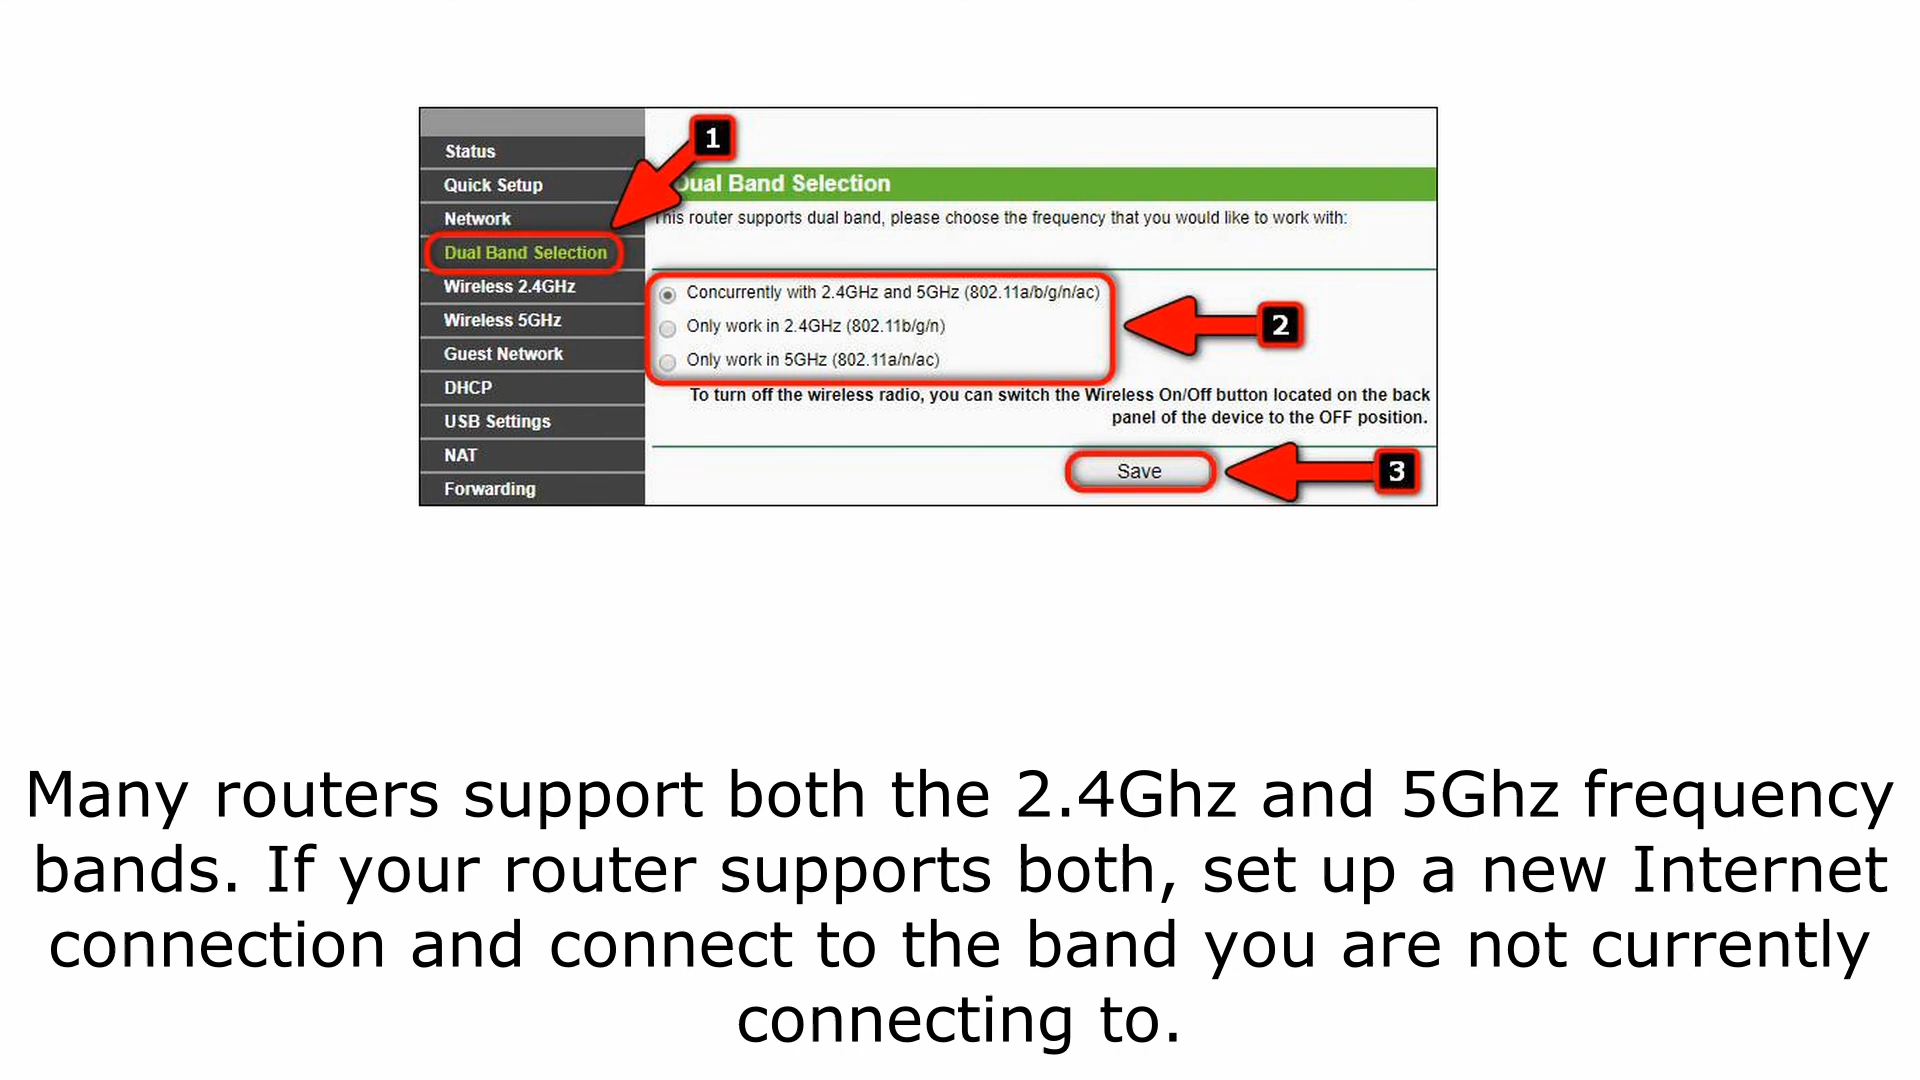 Status
Quick Setup
Network
Dual Band Selection
Wireless 2.4GHz
Wireless 5GHz
Guest Network
DHCP
USB Settings
NAT
Forwarding
1
Dual Band Selection
This router supports dual band, please choose the frequency that you would like to work with:
Concurrently with 2.4GHz and 5GHz (802.11a/b/g/n/ac)
Only work in 2.4GHz (802.11b/g/n)
Only work in 5GHz (802.11a/n/ac)
2
To turn off the wireless radio, you can switch the Wireless On/Off button located on the back
panel of the device to the OFF position.
Save
3
Many routers support both the 2.4Ghz and 5Ghz frequency
bands. If your router supports both, set up a new Internet
connection and connect to the band you are not currently
connecting to.